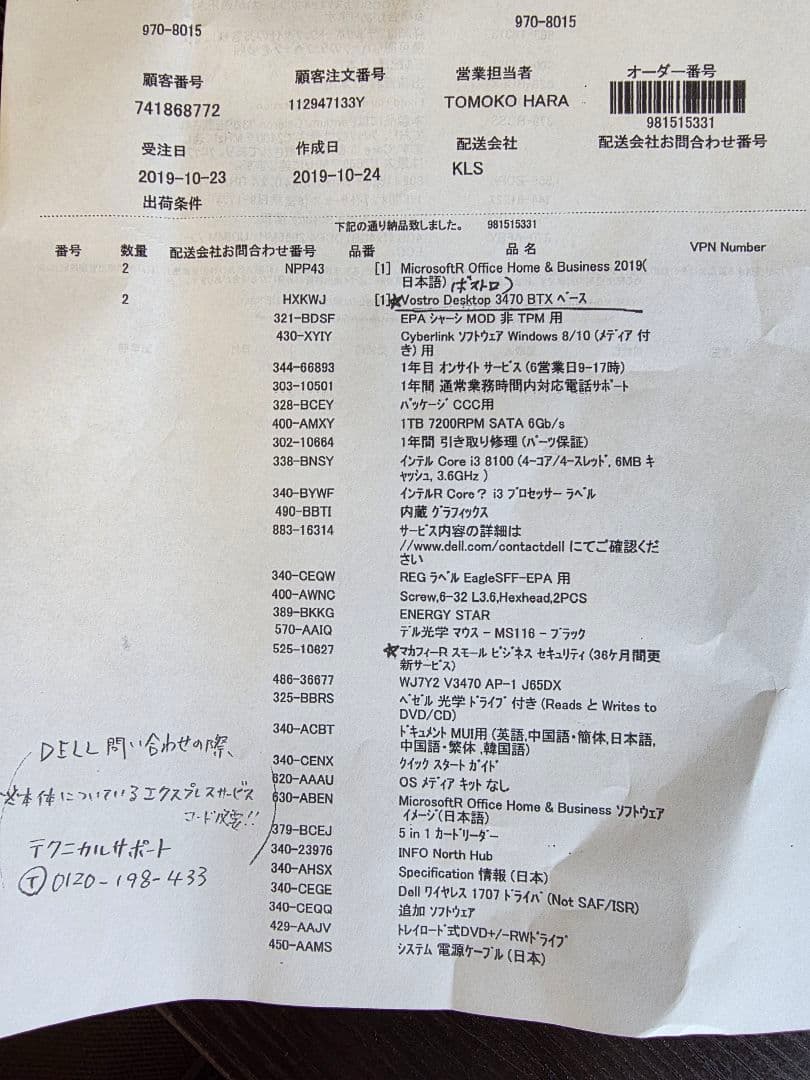 970-8015 970-8015
顧客番号 顧客注文番号 営業担当者 オーダー番号
741868772 112947133Y TOMOKO HARA
981515331
受注日 作成日 配送会社 配送会社お問合わせ番号
2019-10-23 2019-10-24 KLS
出荷条件
下記の通り納品致しました。 981515331
番号 数量 配送会社お問合わせ番号 品番 品名 VPN Number
2 NPP43 [1] MicrosoftR Office Home & Business 2019(
日本語)
ボストロ
2 HXKWJ [1]★Vostro Desktop 3470 BTX ベース
321-BDSF EPA シャーシ MOD 非 TPM 用
430-XYIY Cyberlink ソフトウェア Windows 8/10 (メディア 付
き) 用
344-66893 1年目 オンサイト サービス (6営業日9-17時)
303-10501 1年間 通常業務時間内対応電話サポート
328-BCEY パッケージ CCC用
400-AMXY 1TB 7200RPM SATA 6Gb/s
302-10664 1年間 引き取り修理 (パーツ保証)
338-BNSY インテル Core i3 8100 (4-コア/4-スレッド, 6MB キ
ャッシュ, 3.6GHz )
340-BYWF インテルR Core? i3 プロセッサー ラベル
490-BBTI 内蔵 グラフィックス
883-16314 サービス内容の詳細は
//www.dell.com/contactdell にてご確認くだ
さい
340-CEQW REG ラベル EagleSFF-EPA 用
400-AWNC Screw,6-32 L3.6,Hexhead,2PCS
389-BKKG ENERGY STAR
570-AAIQ デル光学 マウス - MS116 - ブラック
525-10627 ★マカフィーR スモール ビジネス セキュリティ (36ケ月間更
新サービス)
486-36677 WJ7Y2 V3470 AP-1 J65DX
325-BBRS ベゼル 光学 ドライブ 付き (Reads と Writes to
DVD/CD)
340-ACBT ドキュメント MUI用 (英語,中国語・簡体,日本語,
中国語・繁体 ,韓国語)
340-CENX クイック スタート ガイド
620-AAAU OS メディア キット なし
630-ABEN MicrosoftR Office Home & Business ソフトウェア
イメージ(日本語)
379-BCEJ 5 in 1 カードリーダー
340-23976 INFO North Hub
340-AHSX Specification 情報 (日本)
340-CEGE Dell ワイヤレス 1707 ドライバ (Not SAF/ISR)
340-CEQQ 追加 ソフトウェア
429-AAJV トレイロード式DVD+/-RWドライブ
450-AAMS システム 電源ケーブル (日本)
DELL 問い合わせの際、
※本体についているエクスプレスサービス
コード必要!!
テクニカルサポート
Ⓣ0120-198-433